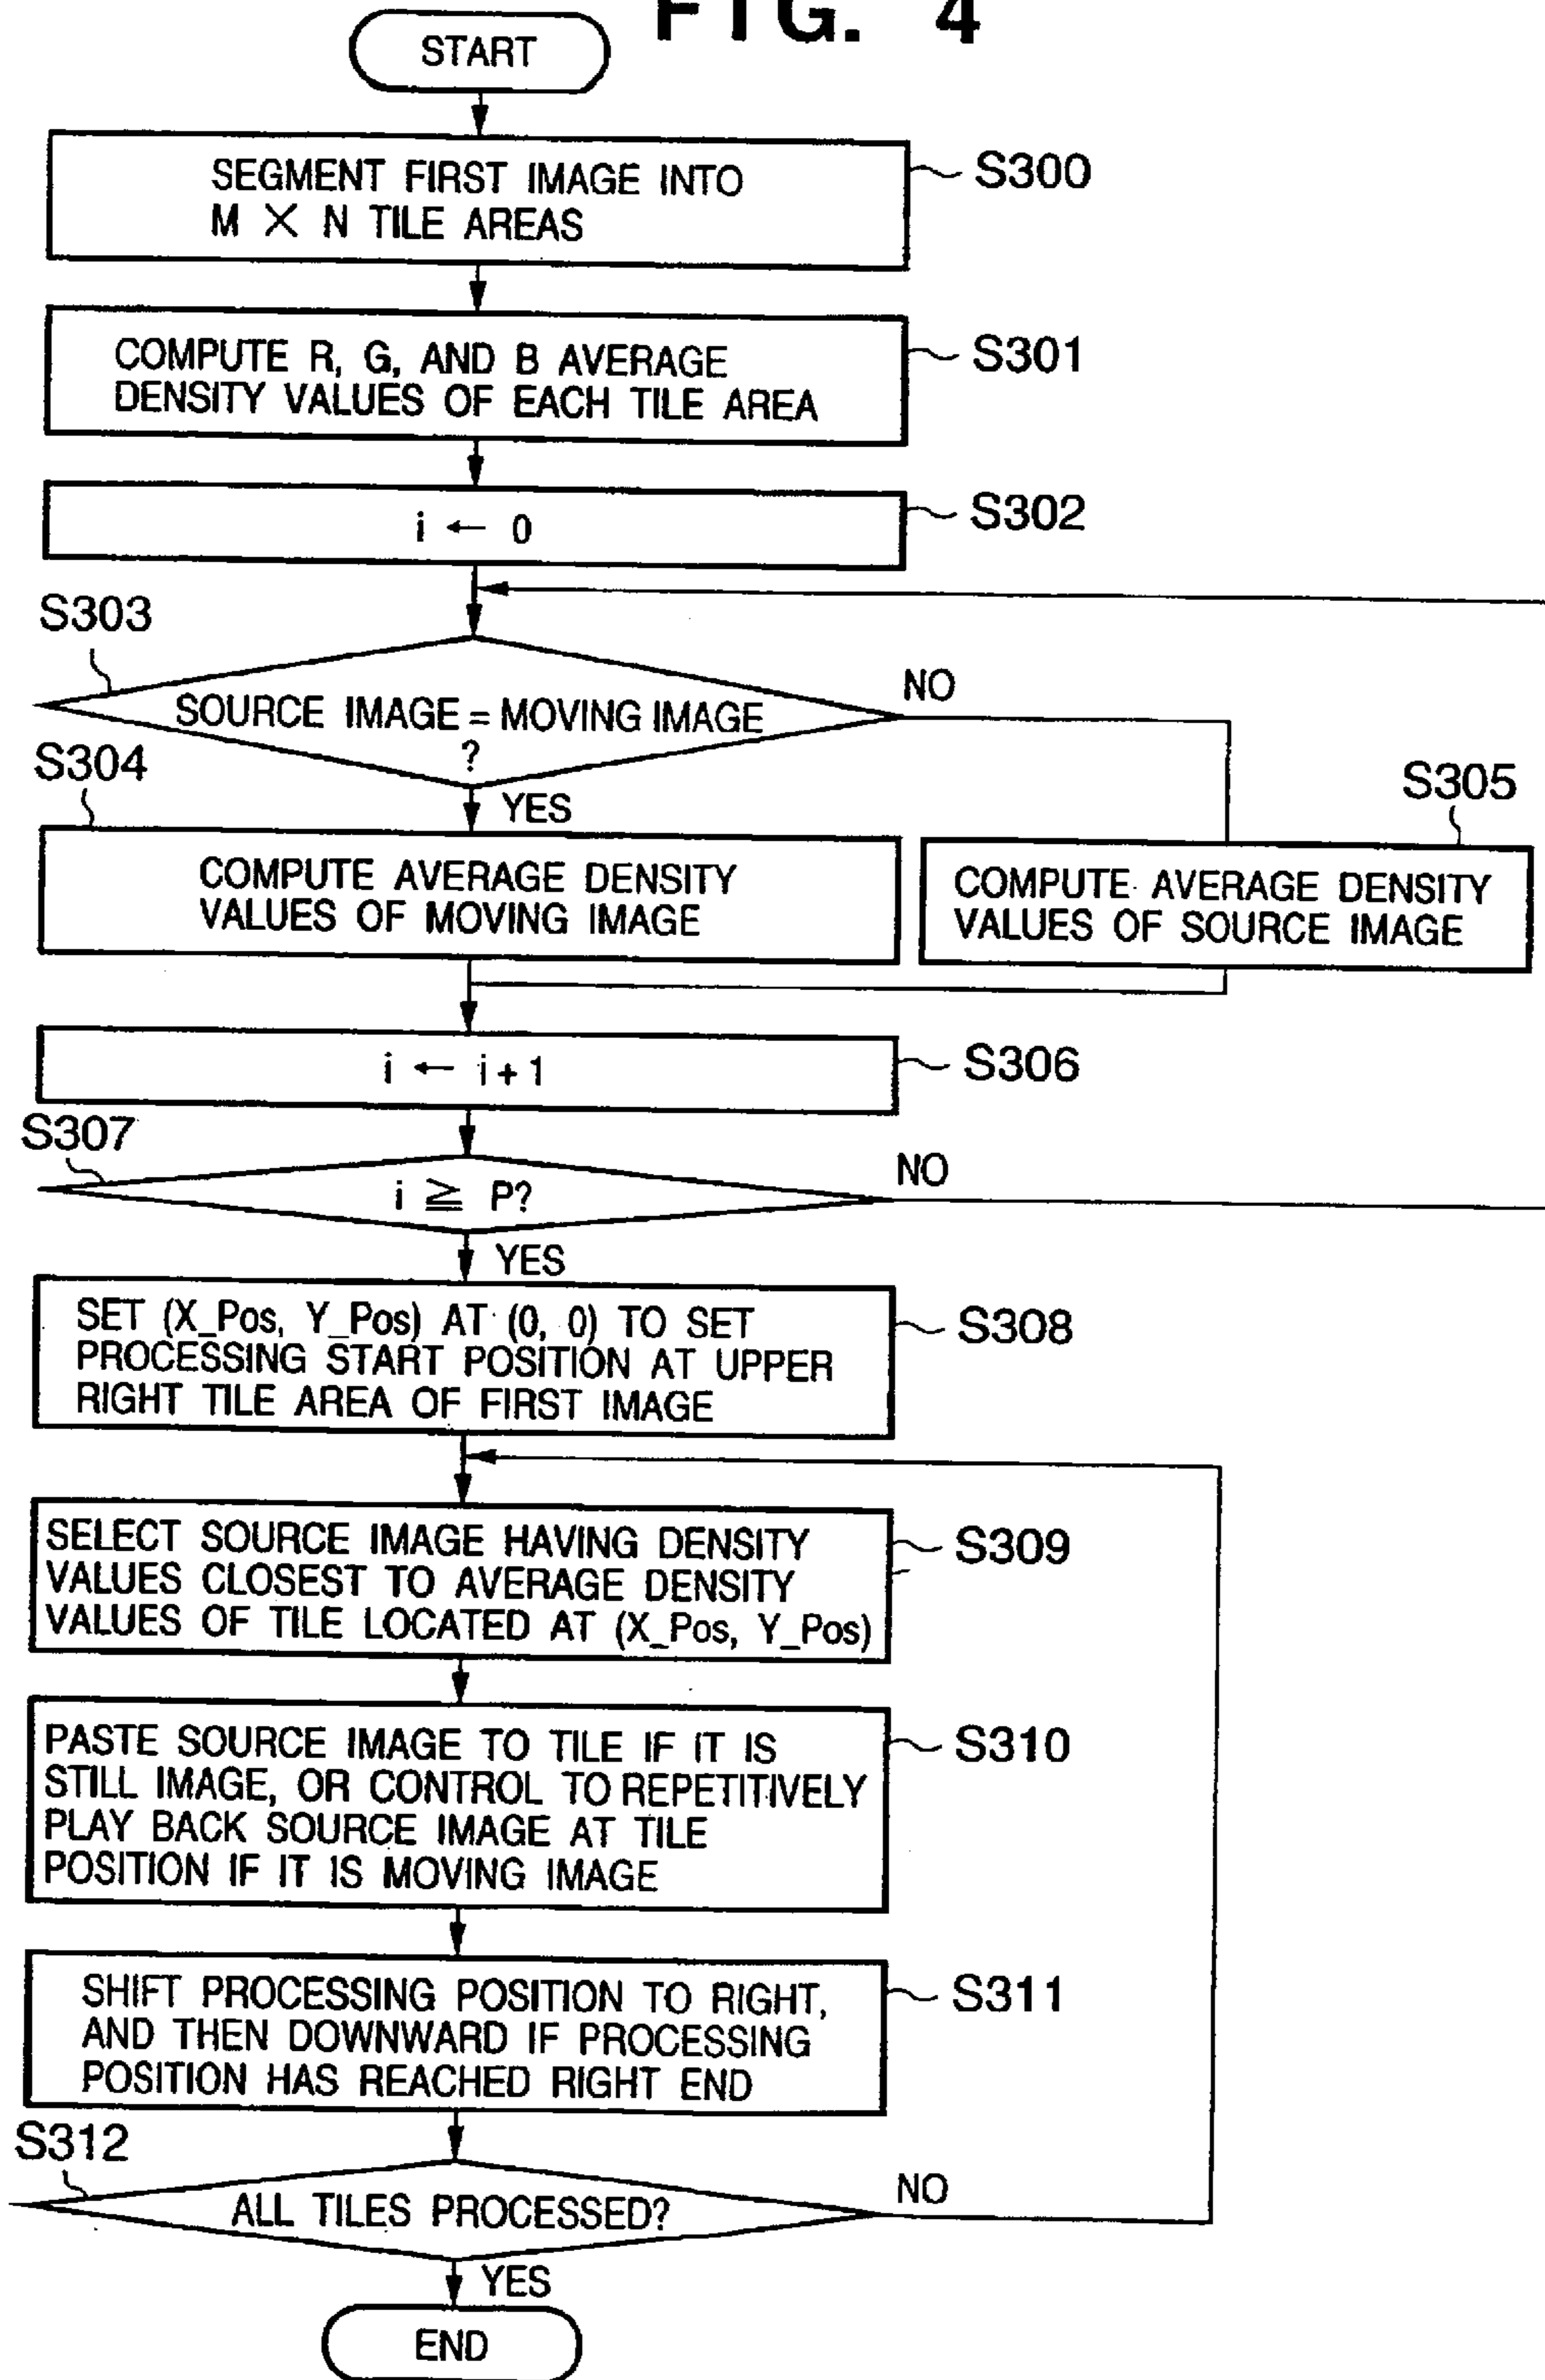 FIG. 4
START
SEGMENT FIRST IMAGE INTO
M × N TILE AREAS
S300
COMPUTE R, G, AND B AVERAGE
DENSITY VALUES OF EACH TILE AREA
S301
i ← 0
S302
S303
SOURCE IMAGE = MOVING IMAGE
?
NO
YES
S304
COMPUTE AVERAGE DENSITY
VALUES OF MOVING IMAGE
S305
COMPUTE AVERAGE DENSITY
VALUES OF SOURCE IMAGE
i ← i+1
S306
S307
i ≧ P?
NO
YES
SET (X_Pos, Y_Pos) AT (0, 0) TO SET
PROCESSING START POSITION AT UPPER
RIGHT TILE AREA OF FIRST IMAGE
S308
SELECT SOURCE IMAGE HAVING DENSITY
VALUES CLOSEST TO AVERAGE DENSITY
VALUES OF TILE LOCATED AT (X_Pos, Y_Pos)
S309
PASTE SOURCE IMAGE TO TILE IF IT IS
STILL IMAGE, OR CONTROL TO REPETITIVELY
PLAY BACK SOURCE IMAGE AT TILE
POSITION IF IT IS MOVING IMAGE
S310
SHIFT PROCESSING POSITION TO RIGHT,
AND THEN DOWNWARD IF PROCESSING
POSITION HAS REACHED RIGHT END
S311
S312
ALL TILES PROCESSED?
NO
YES
END